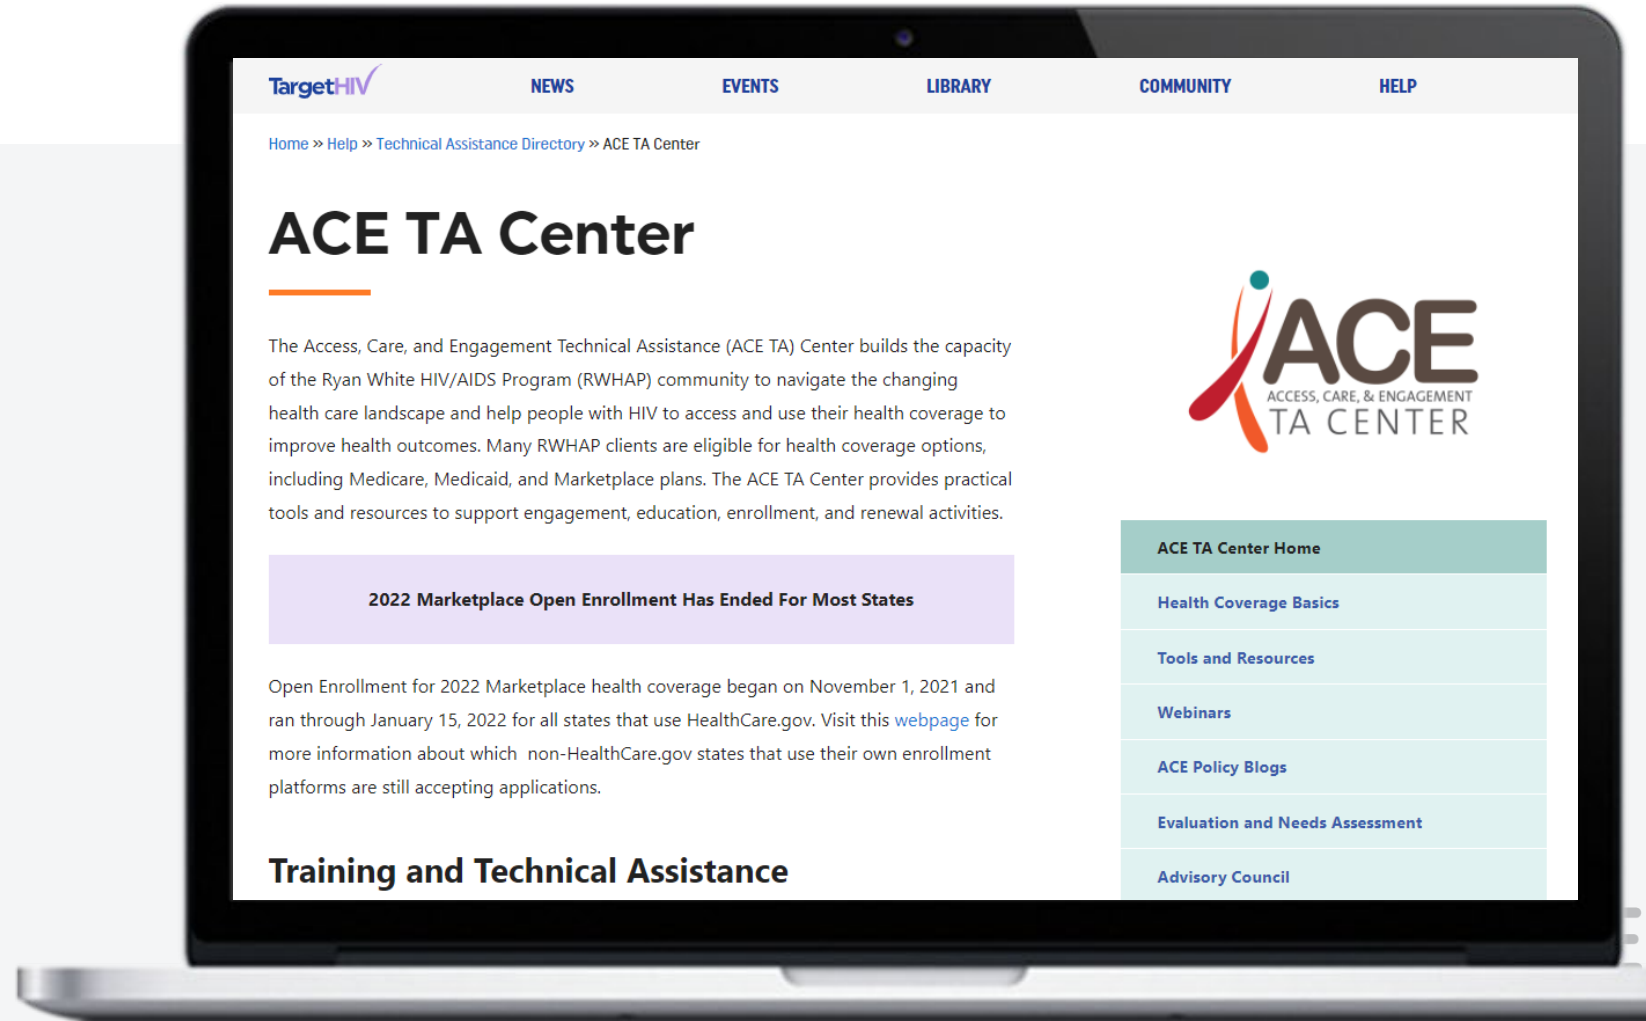 TargetHIV NEWS EVENTS LIBRARY COMMUNITY HELP
Home » Help » Technical Assistance Directory » ACE TA Center
ACE TA Center
The Access, Care, and Engagement Technical Assistance (ACE TA) Center builds the capacity
of the Ryan White HIV/AIDS Program (RWHAP) community to navigate the changing
health care landscape and help people with HIV to access and use their health coverage to
improve health outcomes. Many RWHAP clients are eligible for health coverage options,
including Medicare, Medicaid, and Marketplace plans. The ACE TA Center provides practical
tools and resources to support engagement, education, enrollment, and renewal activities.
2022 Marketplace Open Enrollment Has Ended For Most States
Open Enrollment for 2022 Marketplace health coverage began on November 1, 2021 and
ran through January 15, 2022 for all states that use HealthCare.gov. Visit this webpage for
more information about which  non-HealthCare.gov states that use their own enrollment
platforms are still accepting applications.
Training and Technical Assistance
ACE
ACCESS, CARE, & ENGAGEMENT
TA CENTER
ACE TA Center Home
Health Coverage Basics
Tools and Resources
Webinars
ACE Policy Blogs
Evaluation and Needs Assessment
Advisory Council